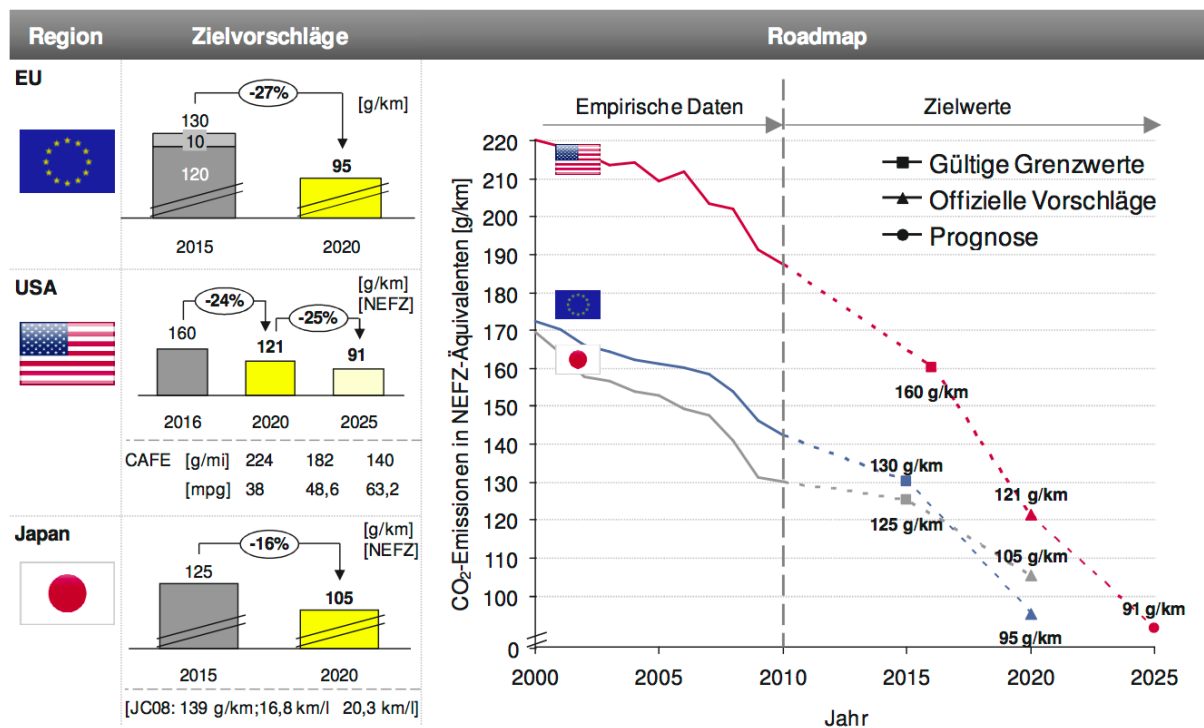 Region Zielvorschläge Roadmap
EU
-27%
[g/km]
130
10
120
95
2015 2020
USA
[g/km]
[NEFZ]
-24%
-25%
160
121
91
2016 2020 2025
CAFE [g/mi] 224 182 140
[mpg] 38 48,6 63,2
Japan
[g/km]
[NEFZ]
-16%
125
105
2015 2020
[JC08: 139 g/km;16,8 km/l 20,3 km/l]
Empirische Daten Zielwerte
CO2-Emissionen in NEFZ-Äquivalenten [g/km]
220
210
200
190
180
170
160
150
140
130
120
110
100
0
Gültige Grenzwerte
Offizielle Vorschläge
Prognose
160 g/km
130 g/km
125 g/km
121 g/km
105 g/km
95 g/km
91 g/km
2000 2005 2010 2015 2020 2025
Jahr